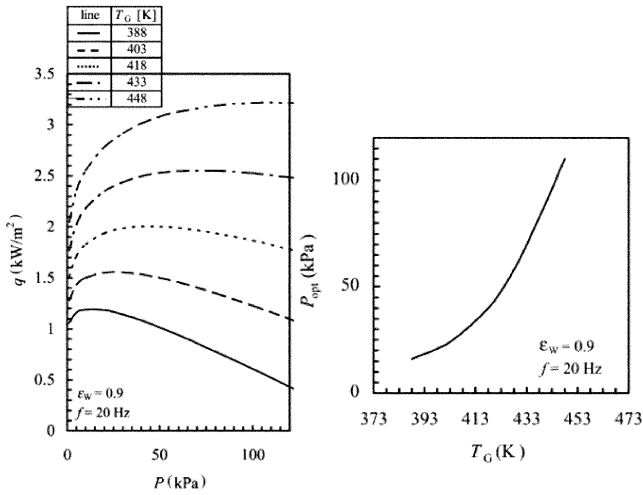 line T_G [K]
388
403
418
433
448
3.5
3
2.5
2
1.5
1
0.5
0
q (kW/m²)
ε_W = 0.9
f = 20 Hz
0 50 100
P (kPa)
100
50
0
P_opt (kPa)
ε_W = 0.9
f = 20 Hz
373 393 413 433 453 473
T_G (K)